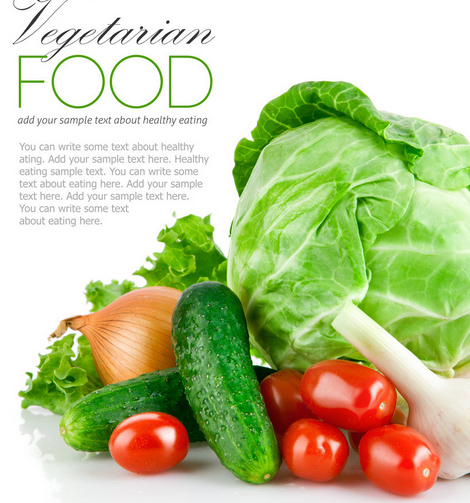 Vegetarian
FOOD
add your sample text about healthy eating
You can write some text about healthy
ating. Add your sample text here. Healthy
eating sample text. You can write some
text about eating here. Add your sample
text here. Add your sample text here.
You can write some text
about eating here.